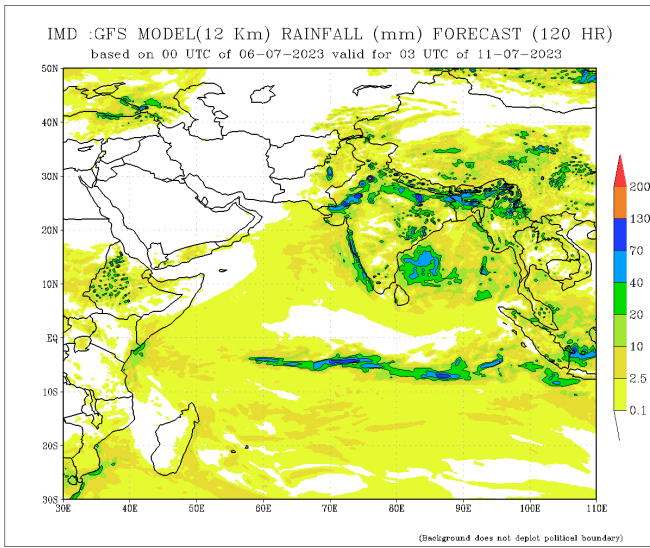 IMD :GFS MODEL(12 Km) RAINFALL (mm) FORECAST (120 HR)
based on 00 UTC of 06-07-2023 valid for 03 UTC of 11-07-2023
50N
40N
30N
20N
10N
EQ
10S
20S
30S
30E 40E 50E 60E 70E 80E 90E 100E 110E
200
130
70
40
20
10
2.5
0.1
(Background does not depict political boundary)